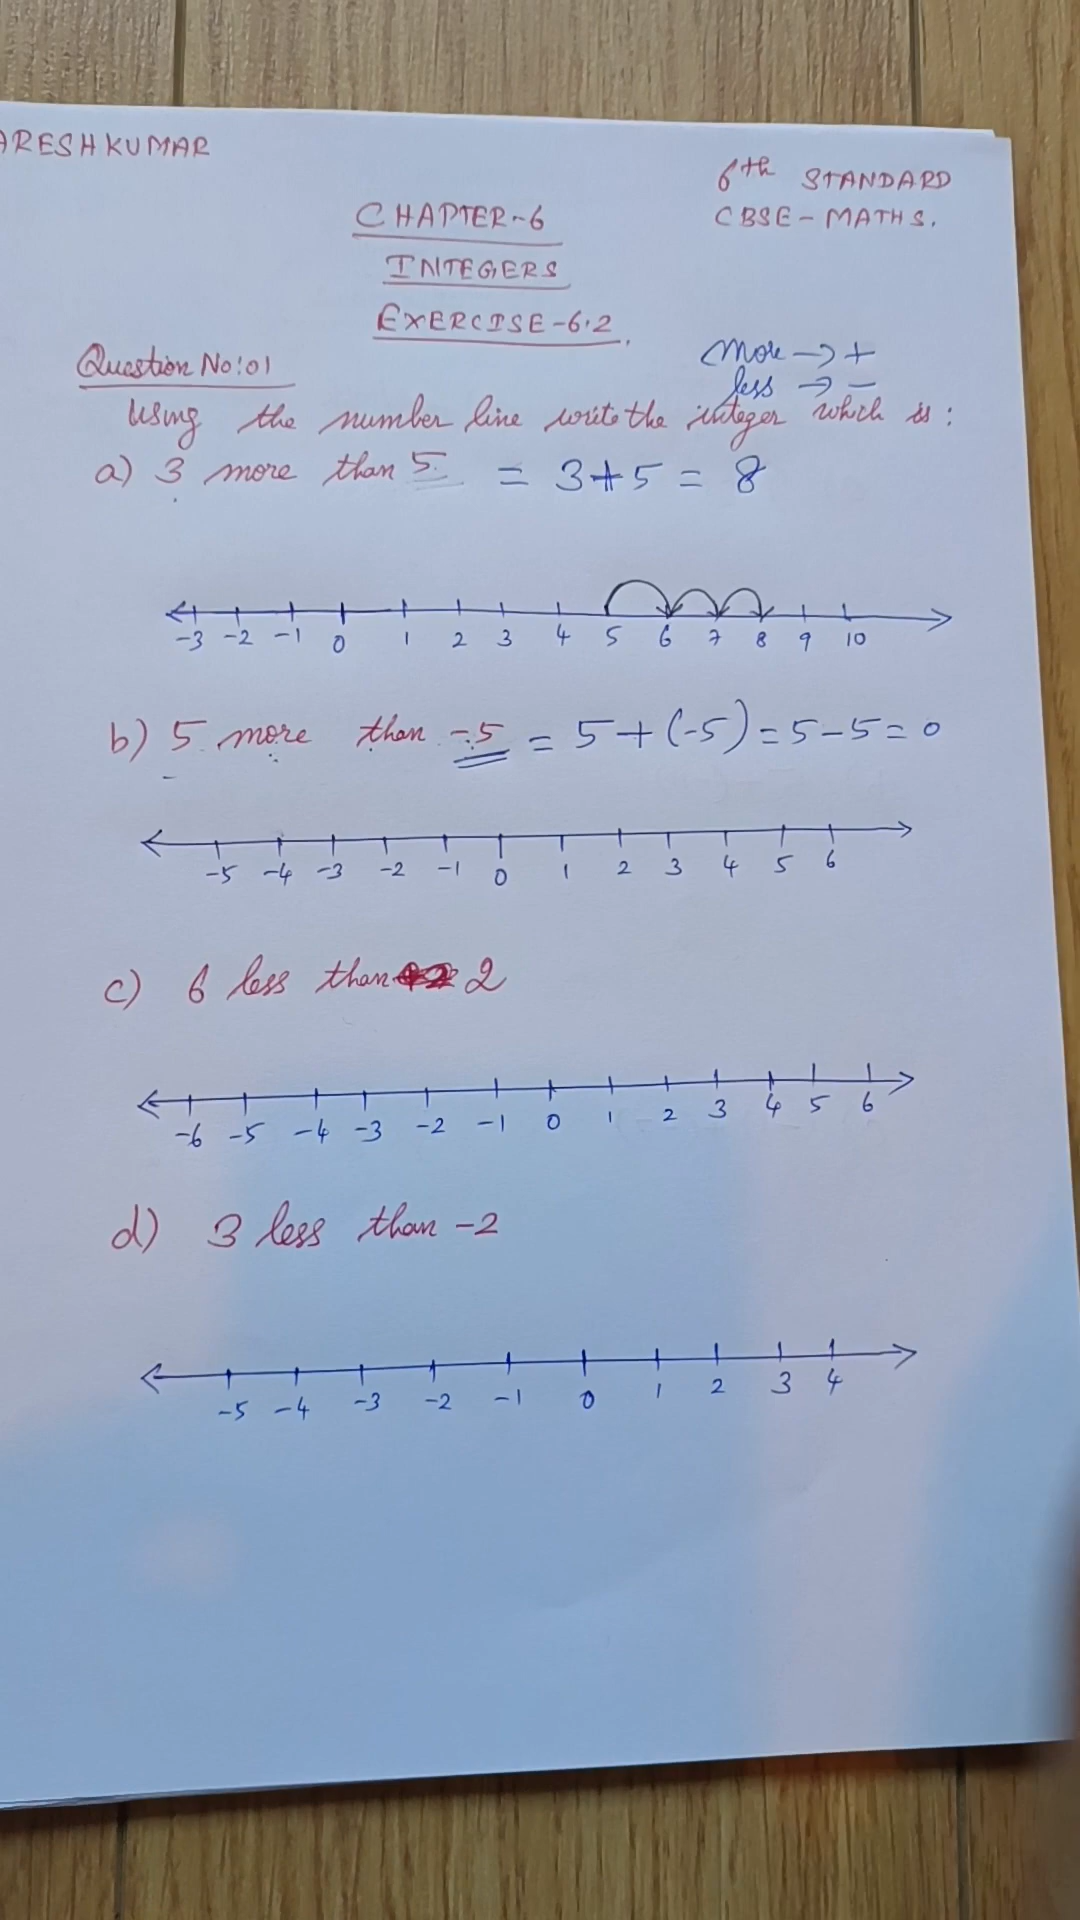 ARESHKUMAR
6th STANDARD
CBSE - MATHS.
CHAPTER-6
INTEGERS
EXERCISE-6.2.
Question No:01
more → +
less → -
Using the number line write the integer which is :
a) 3 more than 5 = 3+5 = 8
-3 -2 -1 0 1 2 3 4 5 6 7 8 9 10
b) 5 more than -5 = 5+(-5) = 5-5 = 0
-5 -4 -3 -2 -1 0 1 2 3 4 5 6
c) 6 less than 2
-6 -5 -4 -3 -2 -1 0 1 2 3 4 5 6
d) 3 less than -2
-5 -4 -3 -2 -1 0 1 2 3 4